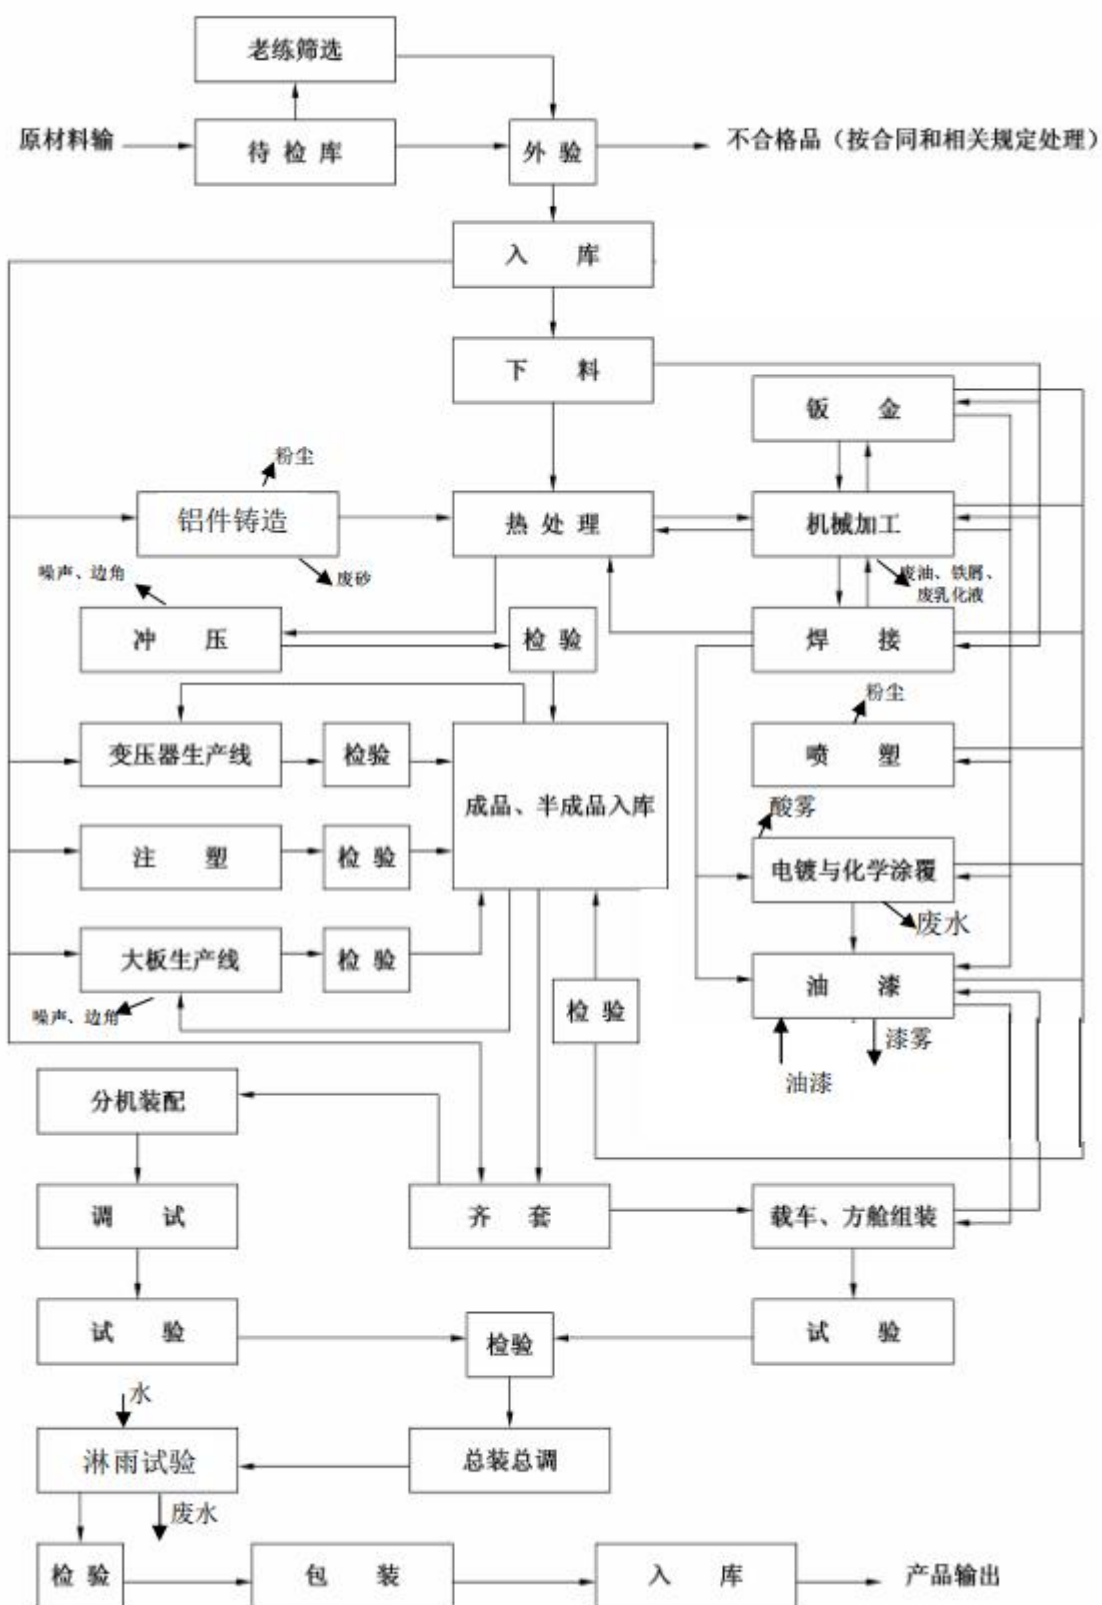 老练筛选
原材料输
待 检 库
外 验
不合格品（按合同和相关规定处理）
入 库
下 料
钣 金
粉尘
铝件铸造
热 处 理
机械加工
噪声、边角
废砂
废油、铁屑、
废乳化液
冲 压
检 验
焊 接
粉尘
变压器生产线
检验
成品、半成品入库
喷 塑
酸雾
注 塑
检 验
电镀与化学涂覆
废水
大板生产线
检 验
油 漆
噪声、边角
检 验
漆雾
油漆
分机装配
调 试
齐 套
载车、方舱组装
试 验
检验
试 验
水
淋雨试验
总装总调
废水
检 验
包 装
入 库
产品输出